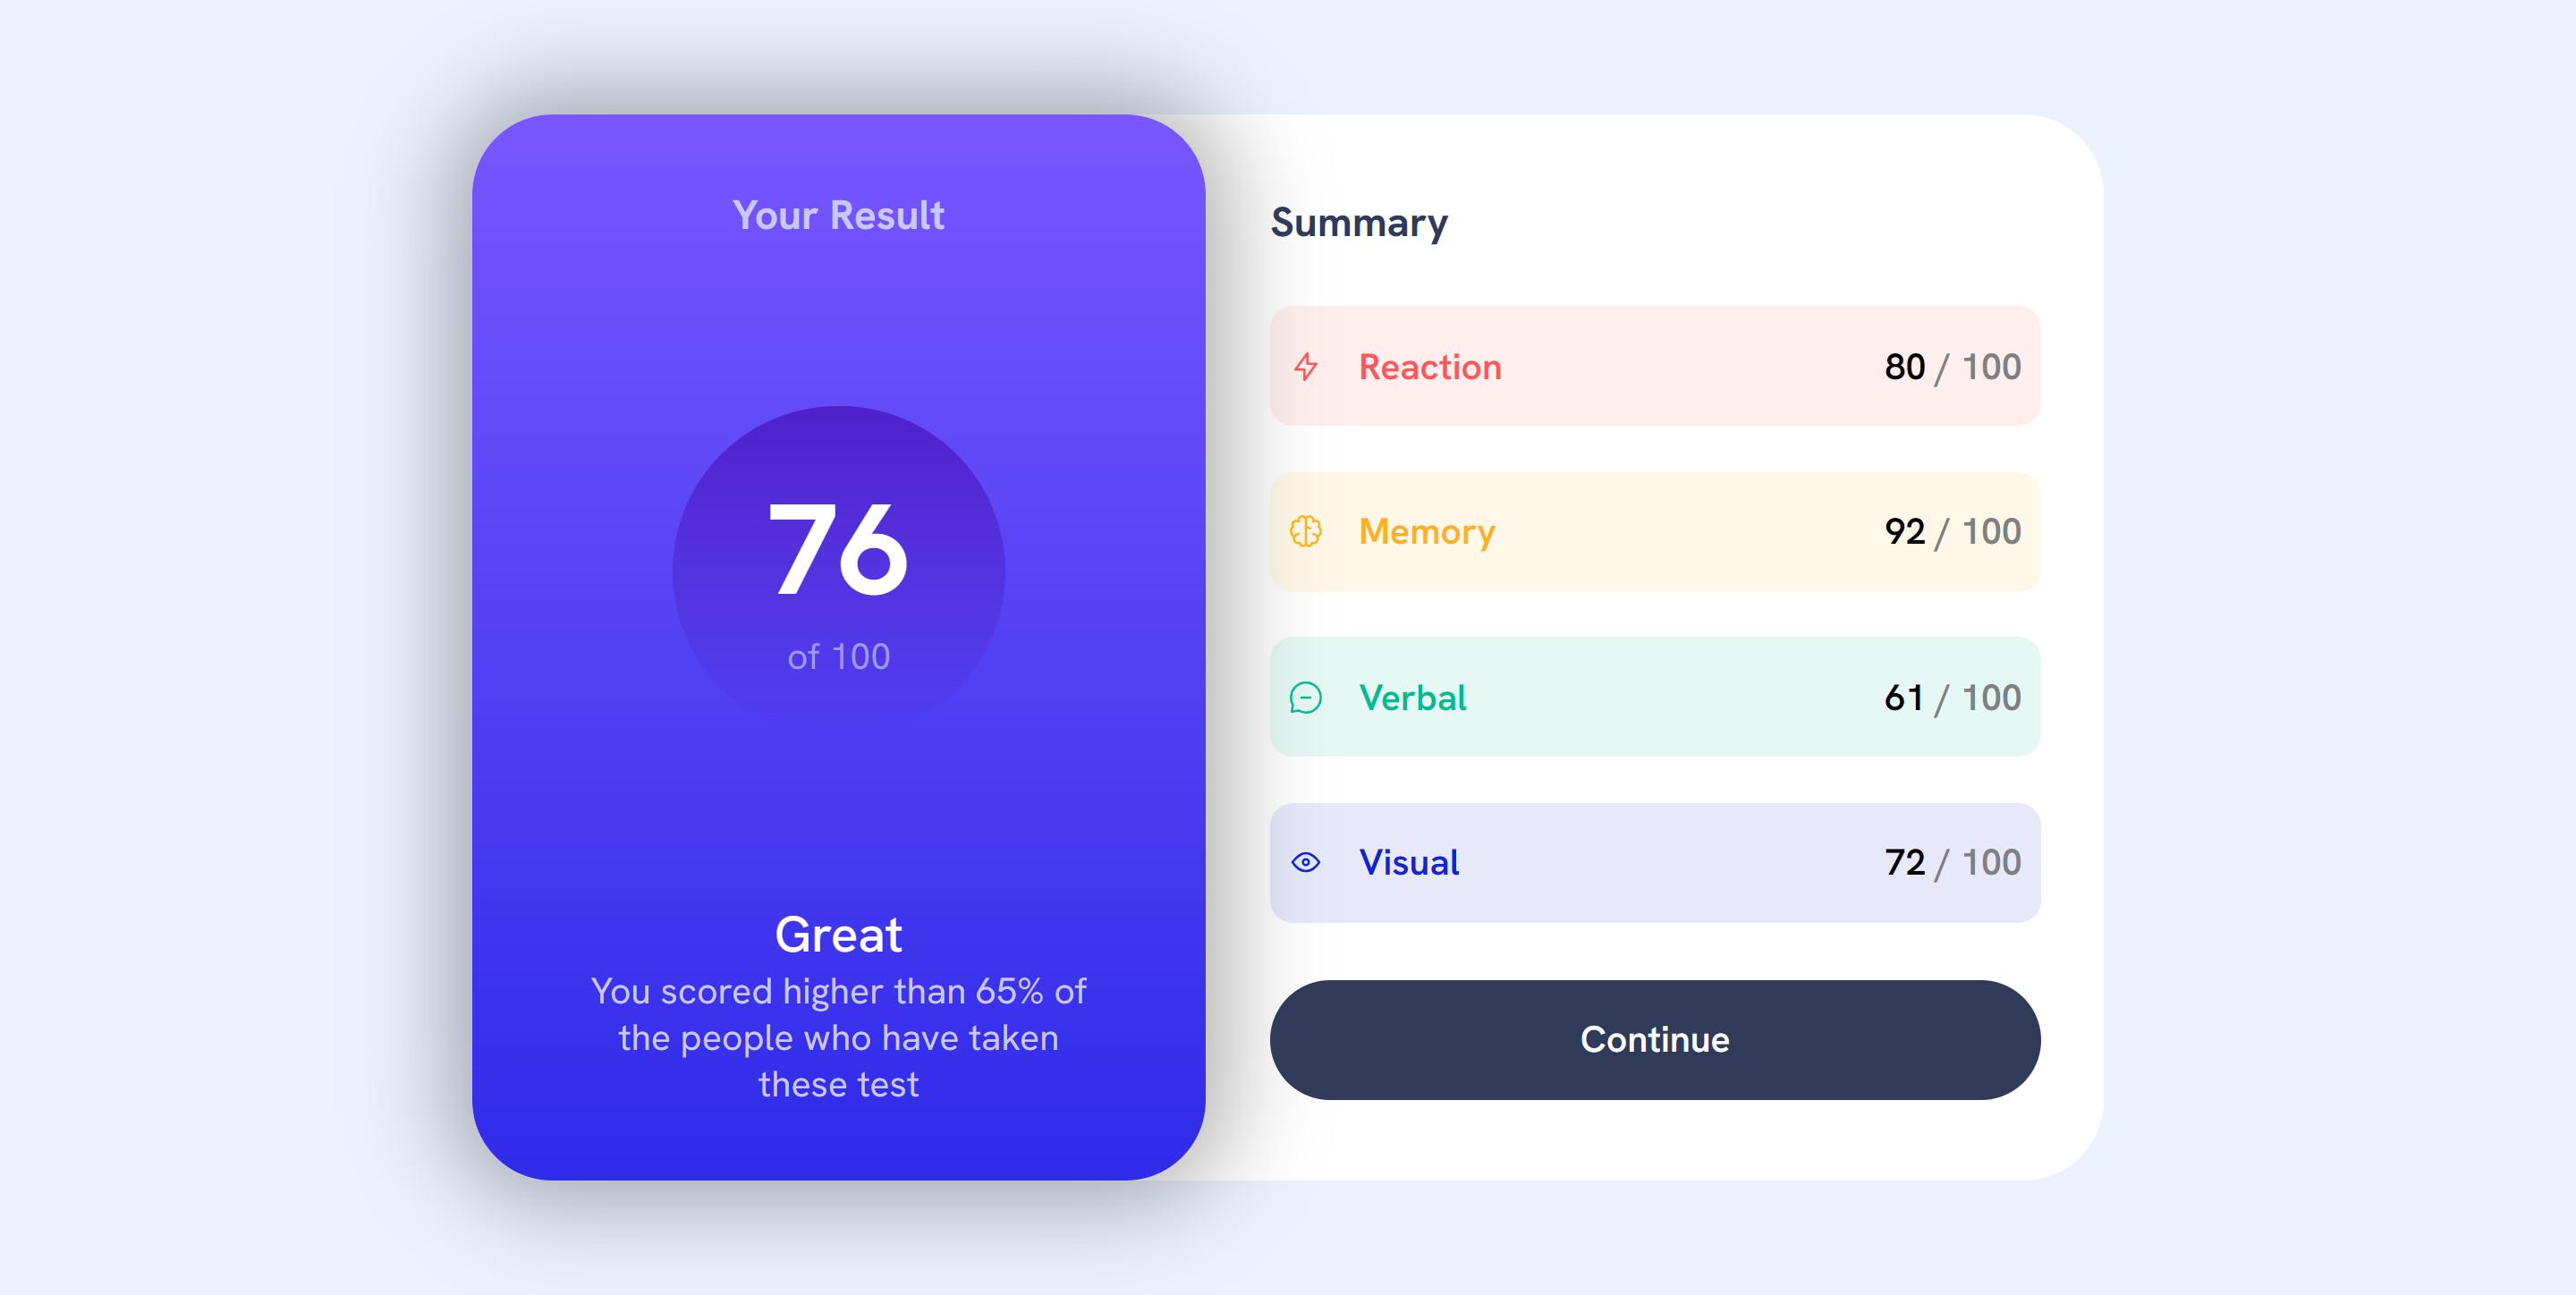 Your Result
76
of 100
Great
You scored higher than 65% of
the people who have taken
these test
Summary
Reaction 80 / 100
Memory 92 / 100
Verbal 61 / 100
Visual 72 / 100
Continue